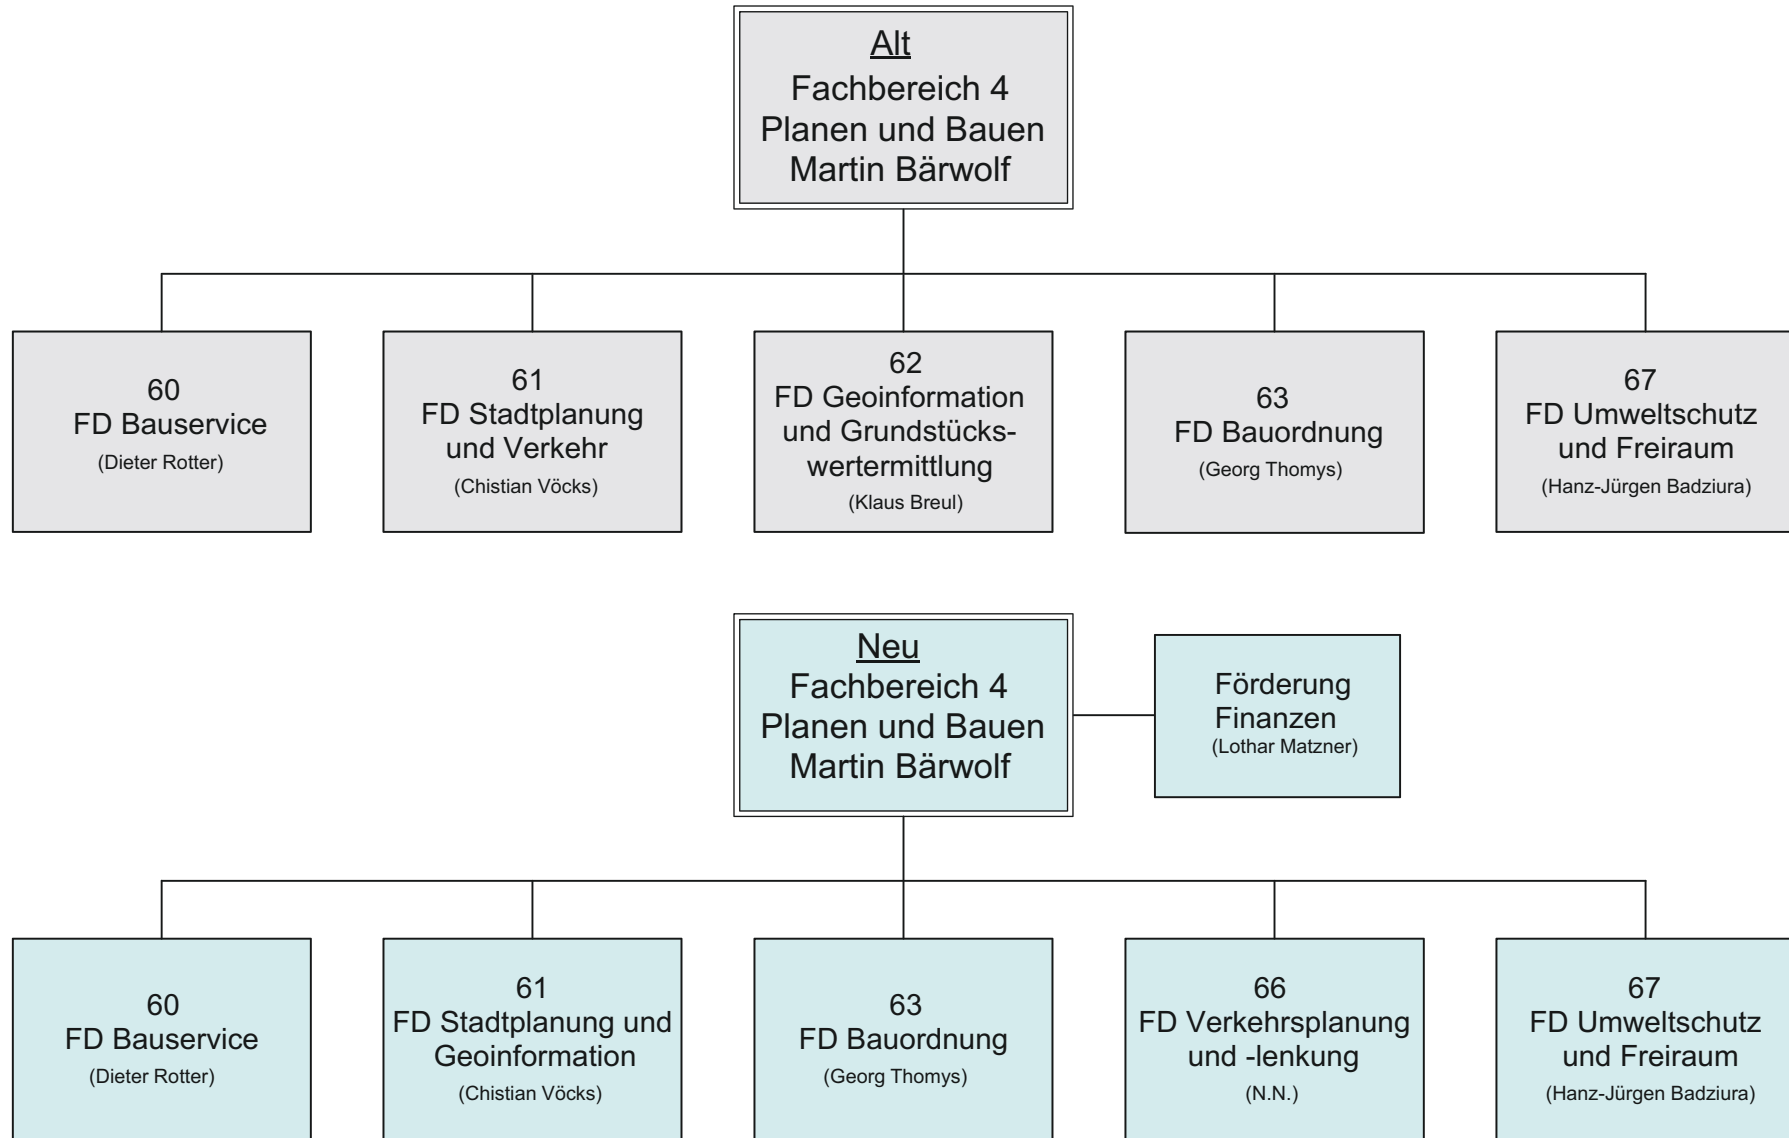 Alt
Fachbereich 4
Planen und Bauen
Martin Bärwolf
60
FD Bauservice
(Dieter Rotter)
61
FD Stadtplanung
und Verkehr
(Chistian Vöcks)
62
FD Geoinformation
und Grundstücks-
wertermittlung
(Klaus Breul)
63
FD Bauordnung
(Georg Thomys)
67
FD Umweltschutz
und Freiraum
(Hanz-Jürgen Badziura)
Neu
Fachbereich 4
Planen und Bauen
Martin Bärwolf
Förderung
Finanzen
(Lothar Matzner)
60
FD Bauservice
(Dieter Rotter)
61
FD Stadtplanung und
Geoinformation
(Chistian Vöcks)
63
FD Bauordnung
(Georg Thomys)
66
FD Verkehrsplanung
und -lenkung
(N.N.)
67
FD Umweltschutz
und Freiraum
(Hanz-Jürgen Badziura)